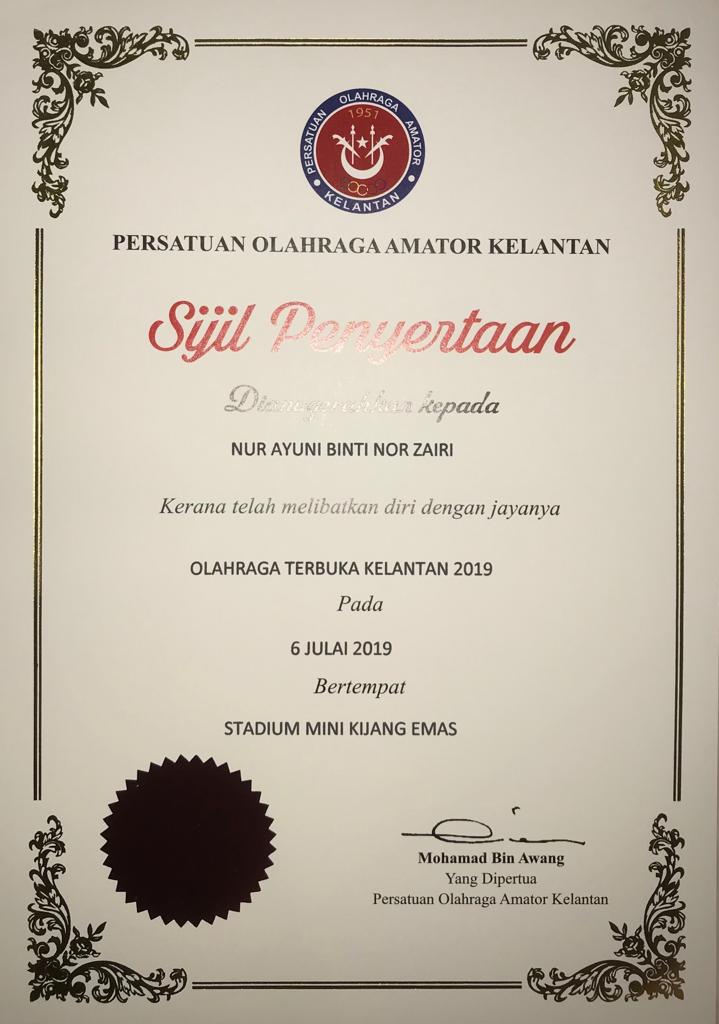 PERSATUAN OLAHRAGA AMATOR
1951
KELANTAN
PERSATUAN OLAHRAGA AMATOR KELANTAN
Sijil Penyertaan
Dianugerahkan kepada
NUR AYUNI BINTI NOR ZAIRI
Kerana telah melibatkan diri dengan jayanya
OLAHRAGA TERBUKA KELANTAN 2019
Pada
6 JULAI 2019
Bertempat
STADIUM MINI KIJANG EMAS
Mohamad Bin Awang
Yang Dipertua
Persatuan Olahraga Amator Kelantan